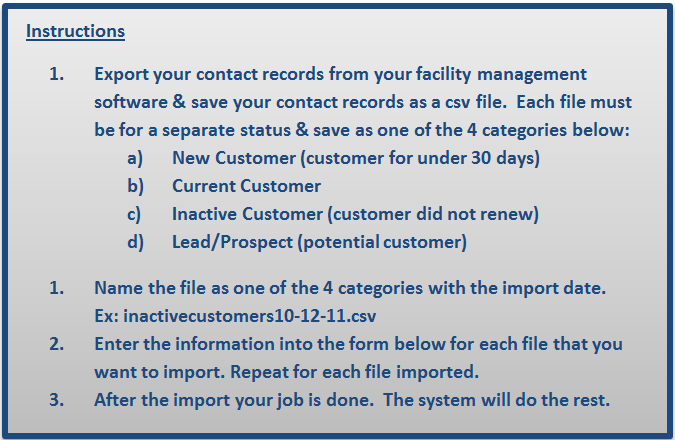 Instructions
1. Export your contact records from your facility management
software & save your contact records as a csv file. Each file must
be for a separate status & save as one of the 4 categories below:
a) New Customer (customer for under 30 days)
b) Current Customer
c) Inactive Customer (customer did not renew)
d) Lead/Prospect (potential customer)
1. Name the file as one of the 4 categories with the import date.
Ex: inactivecustomers10-12-11.csv
2. Enter the information into the form below for each file that you
want to import. Repeat for each file imported.
3. After the import your job is done. The system will do the rest.